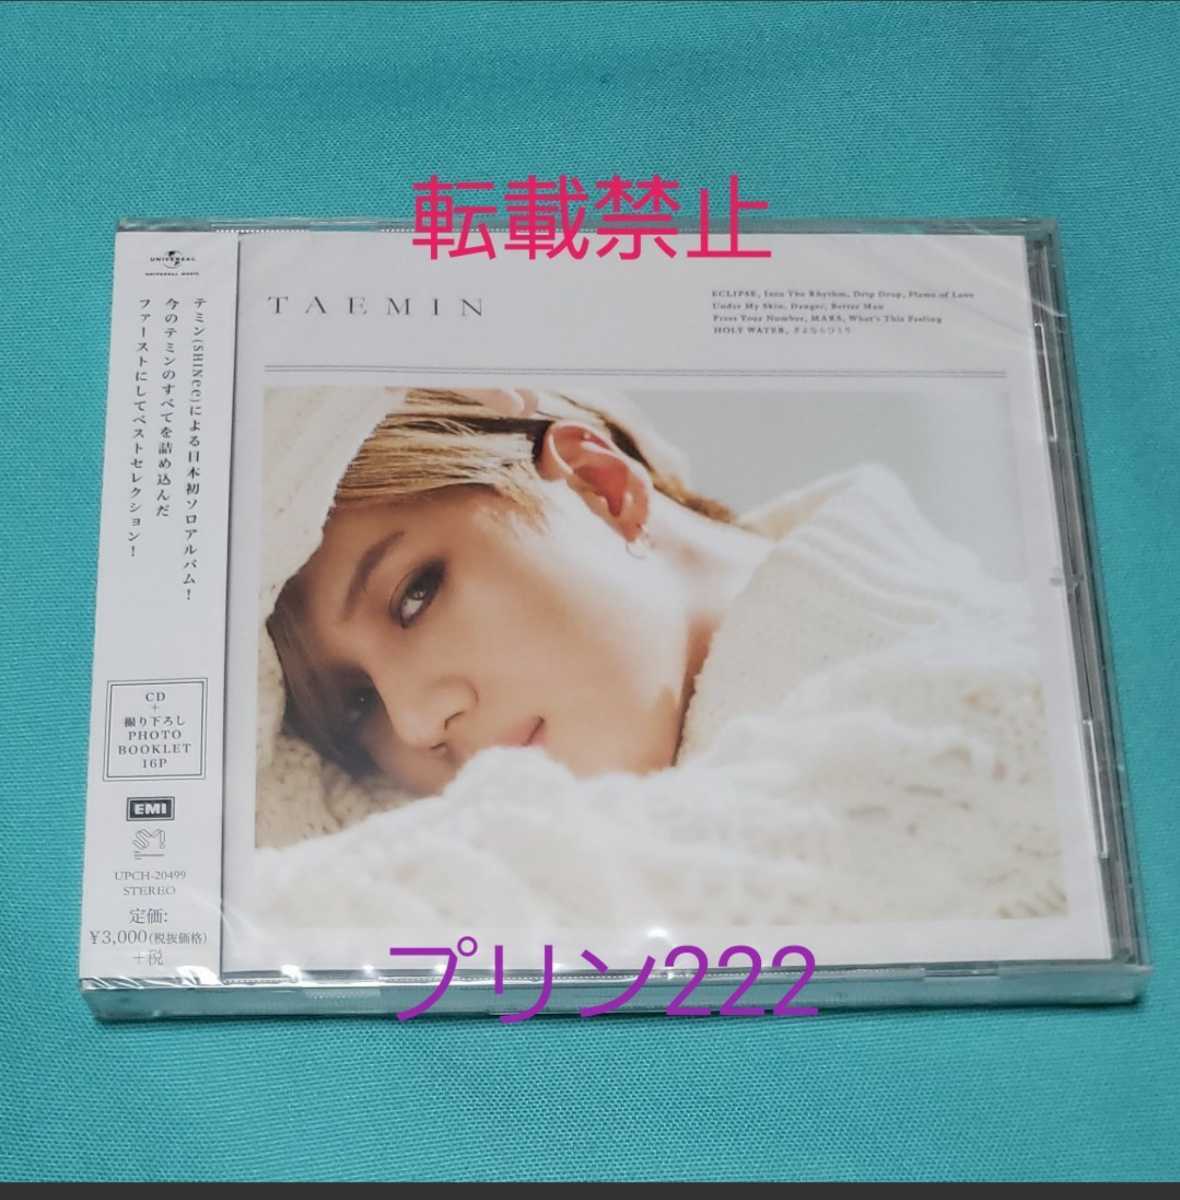 転載禁止
UNIVERSAL
UNIVERSAL MUSIC
テミン(SHINee)による日本初ソロアルバム!
今のテミンのすべてを詰め込んだ
ファーストにしてベストセレクション!
CD
+
撮り下ろし
PHOTO
BOOKLET
16P
EMI
SM
UPCH-20499
STEREO
定価:
¥3,000(税抜価格)
+税
TAEMIN
ECLIPSE, Into The Rhythm, Drip Drop, Flame of Love
Under My Skin, Danger, Better Man
Press Your Number, MARS, What's This Feeling
HOLY WATER, さよならひとり
プリン222